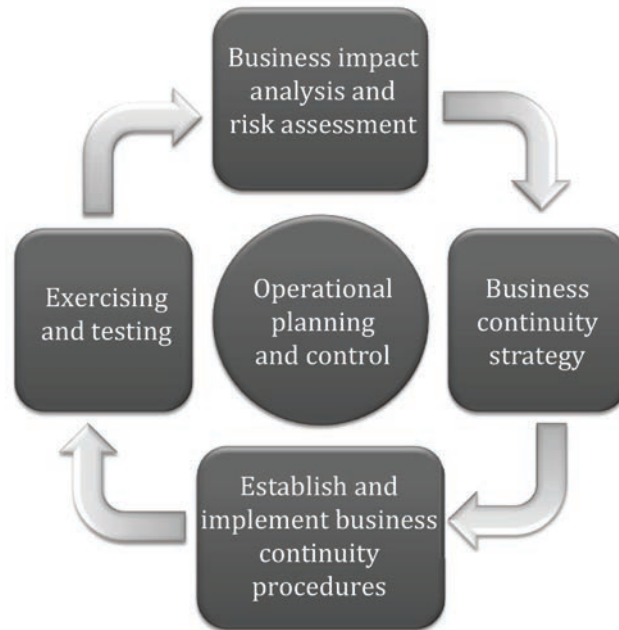 Business impact
analysis and
risk assessment
Exercising
and testing
Operational
planning
and control
Business
continuity
strategy
Establish and
implement business
continuity
procedures